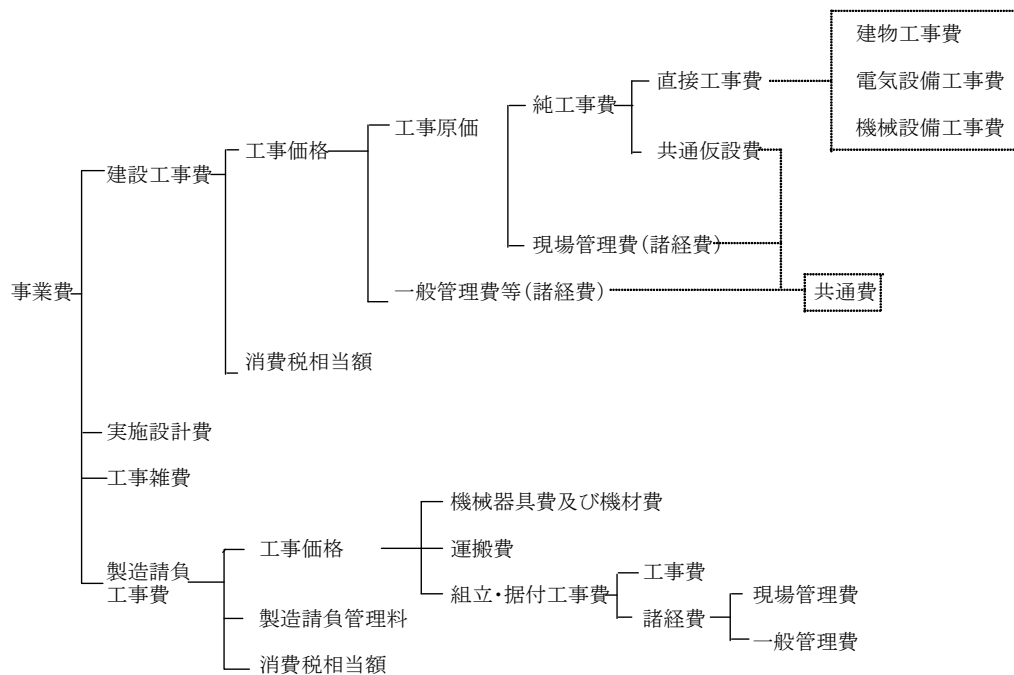 建物工事費
直接工事費
電気設備工事費
純工事費
工事原価
機械設備工事費
工事価格
共通仮設費
建設工事費
現場管理費(諸経費)
事業費
一般管理費等(諸経費)
共通費
消費税相当額
実施設計費
工事雑費
機械器具費及び機材費
工事価格
運搬費
製造請負
工事費
工事費
組立・据付工事費
現場管理費
諸経費
製造請負管理料
一般管理費
消費税相当額